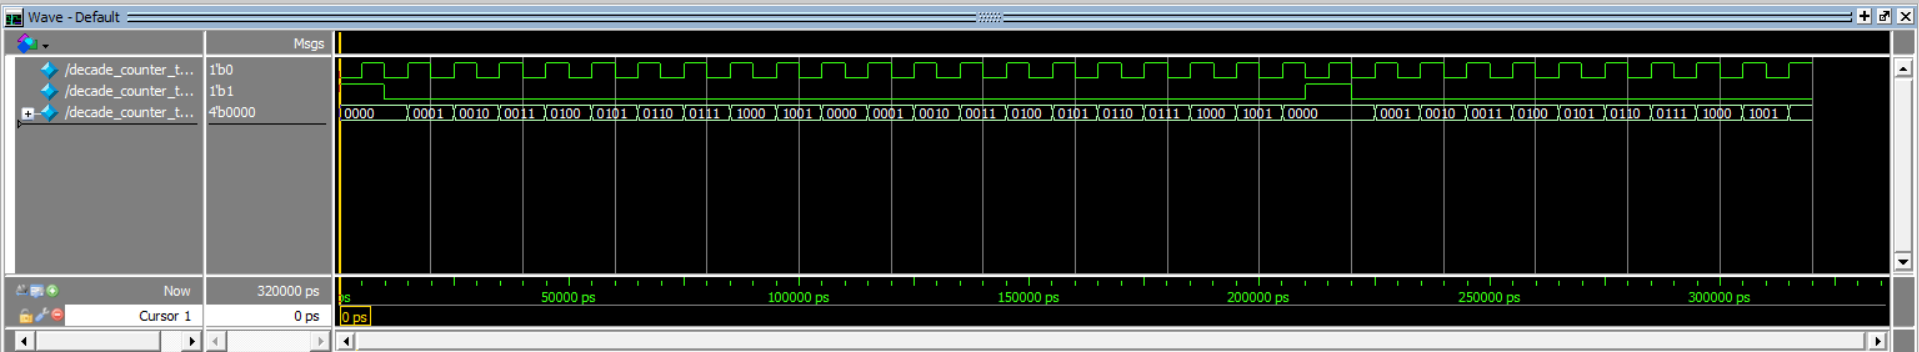 Wave - Default
Msgs
/decade_counter_t... 1'b0
/decade_counter_t... 1'b1
/decade_counter_t... 4'b0000 0000 0001 0010 0011 0100 0101 0110 0111 1000 1001 0000 0001 0010 0011 0100 0101 0110 0111 1000 1001 0000 0001 0010 0011 0100 0101 0110 0111 1000 1001
Now 320000 ps ps 50000 ps 100000 ps 150000 ps 200000 ps 250000 ps 300000 ps
Cursor 1 0 ps 0 ps